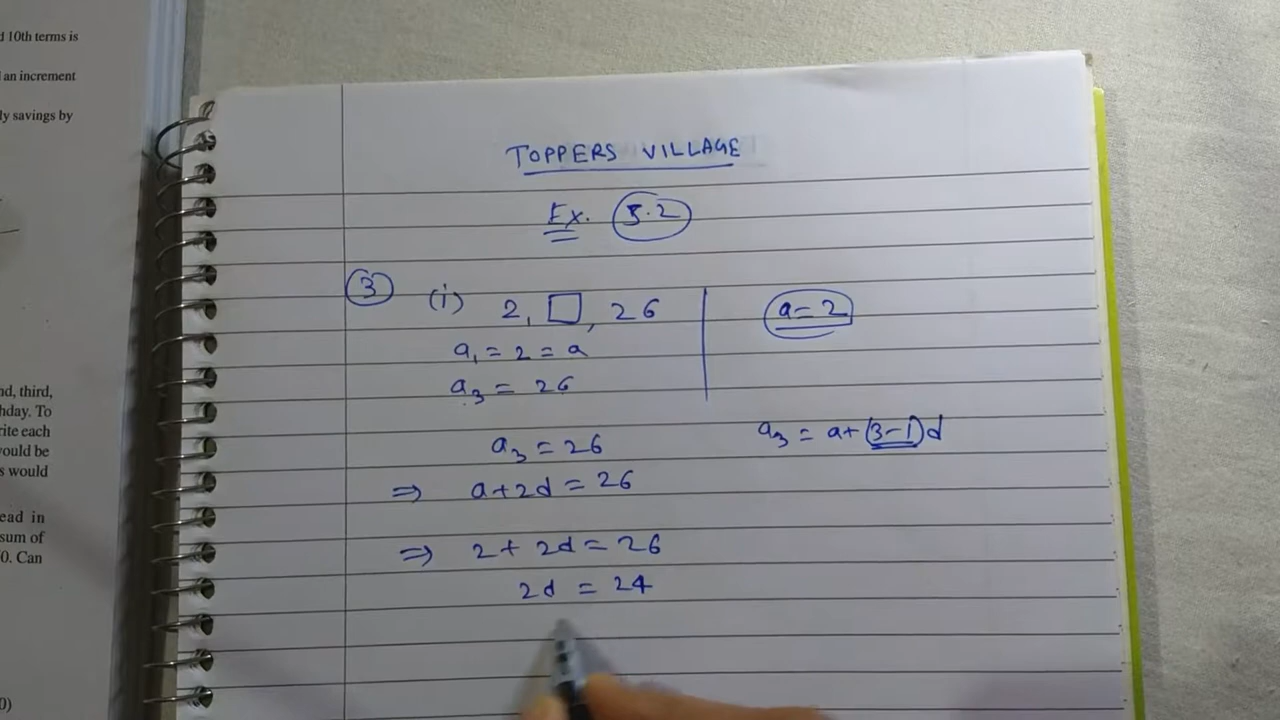 d 10th terms is
an increment
ly savings by
nd, third,
hday. To
rite each
would be
s would
ead in
sum of
0. Can
0)
TOPPERS VILLAGE
Ex. 5.2
3 (i) 2, □, 26
a₁ = 2 = a
a₃ = 26
a₃ = 26
⇒ a+2d = 26
⇒ 2 + 2d = 26
2d = 24
a = 2
a₃ = a+(3-1)d